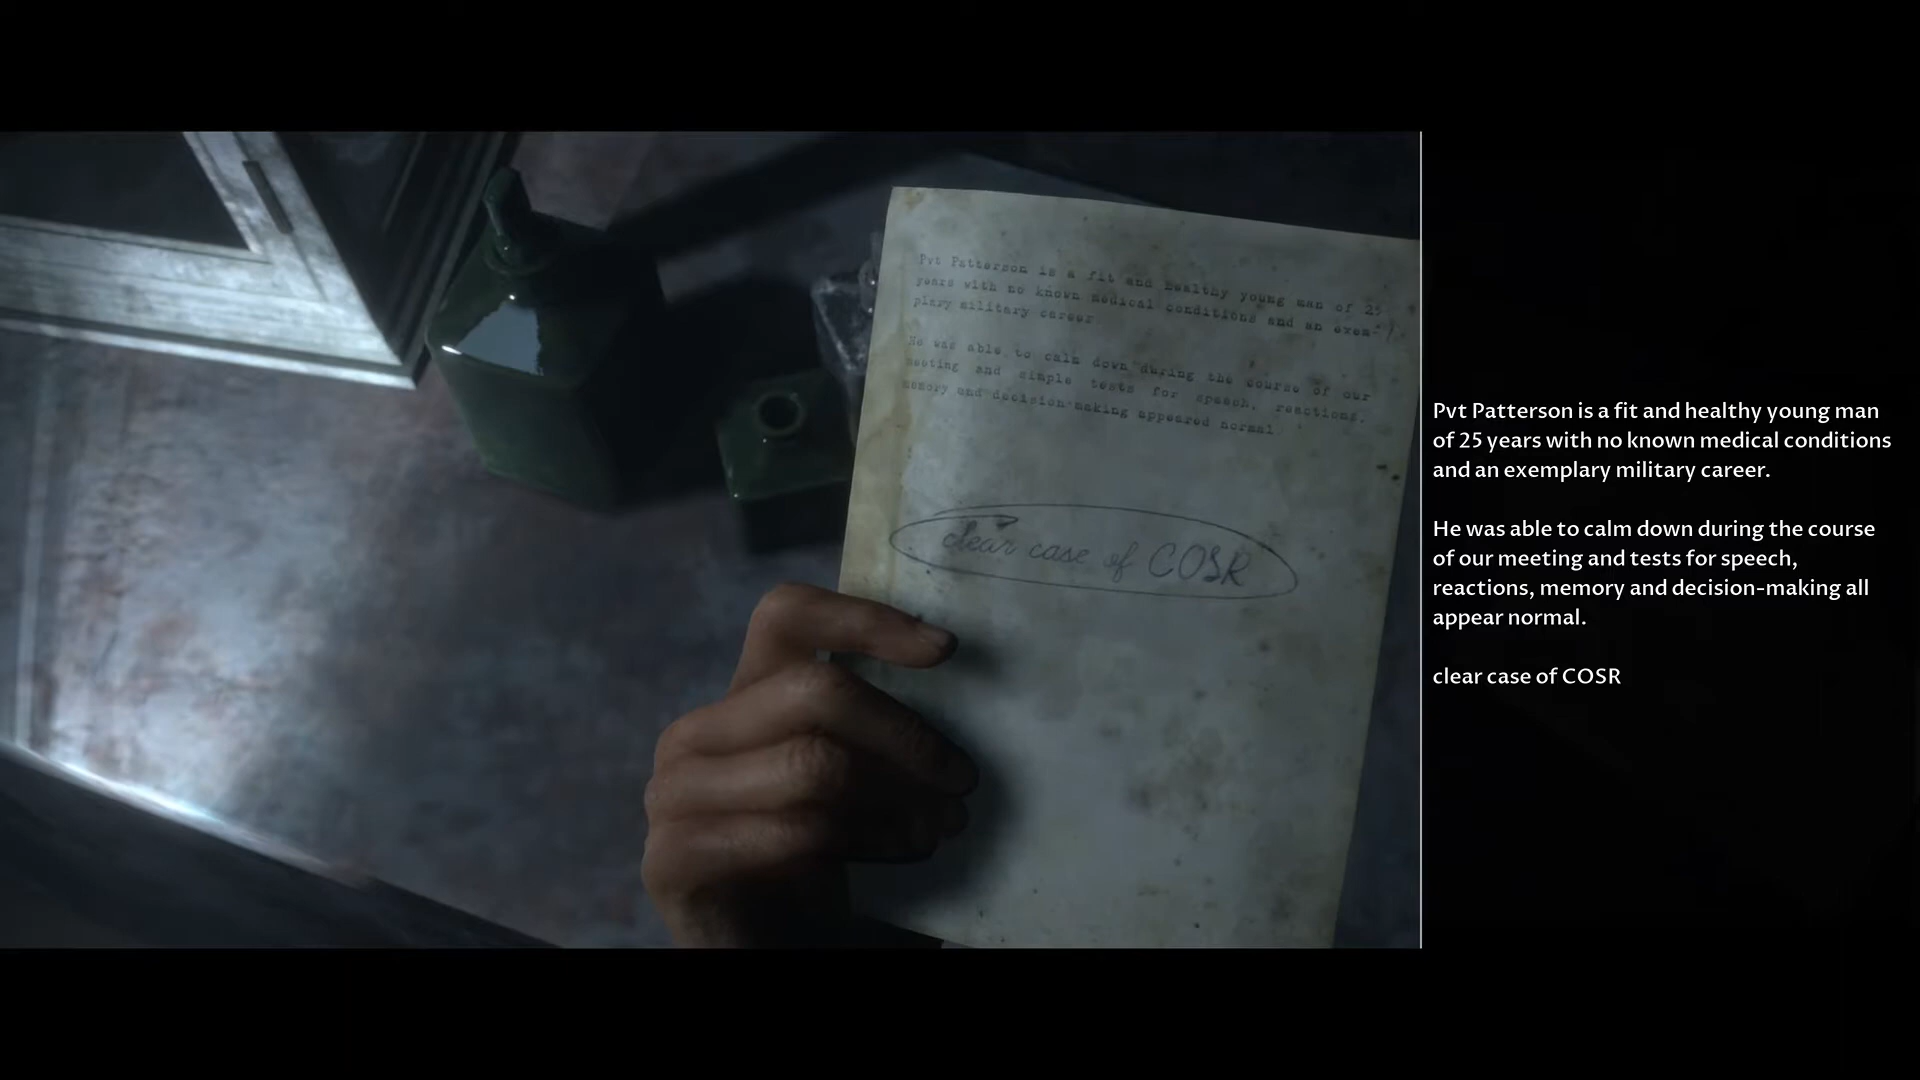 Pvt Patterson is a fit and healthy young man of 25
years with no known medical conditions and an exem-
plary military career
He was able to calm down during the course of our
meeting and simple tests for speech, reactions,
memory and decision-making appeared normal
clear case of COSR
Pvt Patterson is a fit and healthy young man
of 25 years with no known medical conditions
and an exemplary military career.
He was able to calm down during the course
of our meeting and tests for speech,
reactions, memory and decision-making all
appear normal.
clear case of COSR